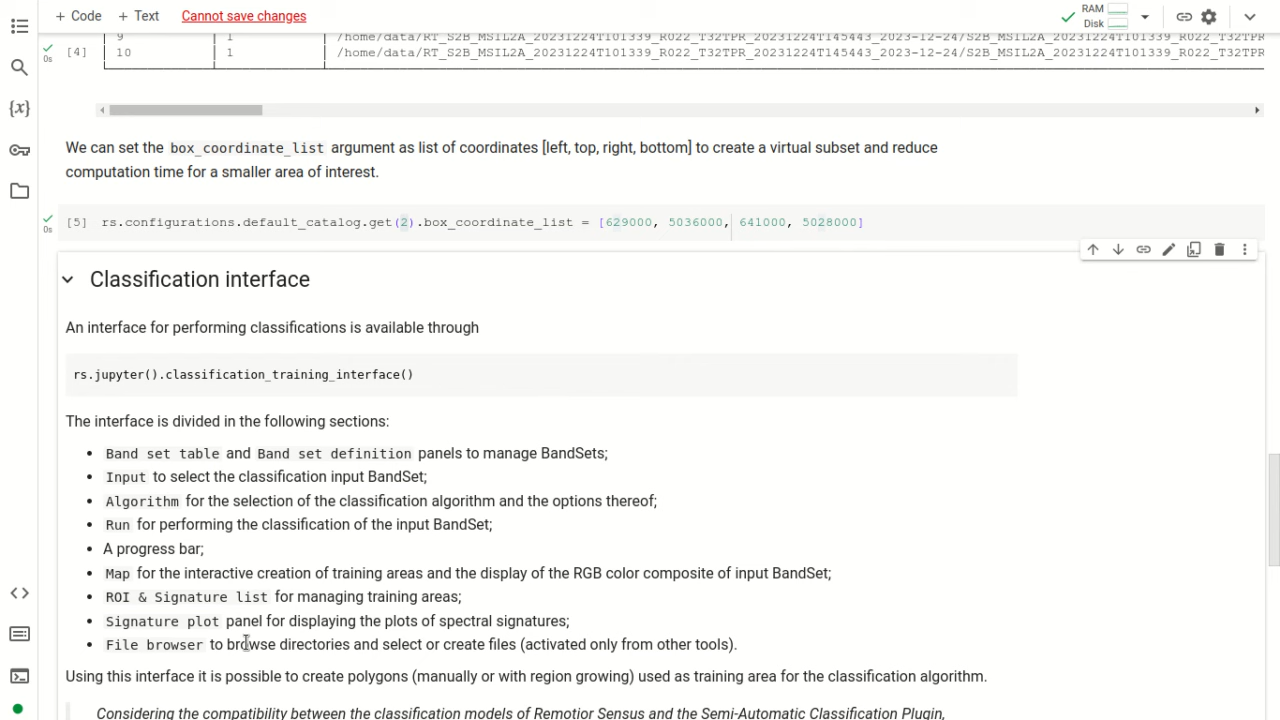 + Code + Text Cannot save changes RAM Disk
9 1 /home/data/RT_S2B_MSIL2A_20231224T101339_R022_T32TPR_20231224T145443_2023-12-24/S2B_MSIL2A_20231224T101339_R022_T32TPR
[4] 10 1 /home/data/RT_S2B_MSIL2A_20231224T101339_R022_T32TPR_20231224T145443_2023-12-24/S2B_MSIL2A_20231224T101339_R022_T32TPR
0s
We can set the box_coordinate_list argument as list of coordinates [left, top, right, bottom] to create a virtual subset and reduce
computation time for a smaller area of interest.
[5] rs.configurations.default_catalog.get(2).box_coordinate_list = [629000, 5036000, 641000, 5028000]
0s
Classification interface
An interface for performing classifications is available through
rs.jupyter().classification_training_interface()
The interface is divided in the following sections:
• Band set table and Band set definition panels to manage BandSets;
• Input to select the classification input BandSet;
• Algorithm for the selection of the classification algorithm and the options thereof;
• Run for performing the classification of the input BandSet;
• A progress bar;
• Map for the interactive creation of training areas and the display of the RGB color composite of input BandSet;
• ROI & Signature list for managing training areas;
• Signature plot panel for displaying the plots of spectral signatures;
• File browser to browse directories and select or create files (activated only from other tools).
Using this interface it is possible to create polygons (manually or with region growing) used as training area for the classification algorithm.
Considering the compatibility between the classification models of Remotior Sensus and the Semi-Automatic Classification Plugin,